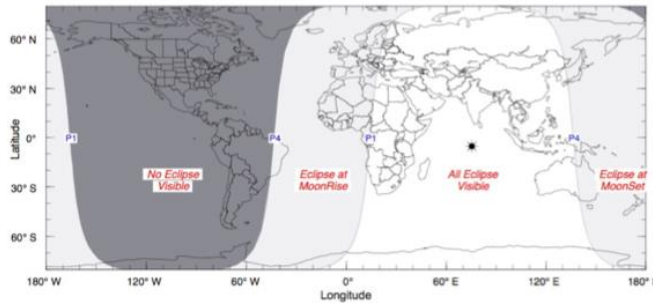 60° N
30° N
0°
30° S
60° S
Latitude
P1
P4
P1
P4
No Eclipse
Visible
Eclipse at
MoonRise
All Eclipse
Visible
Eclipse at
MoonSet
180° W
120° W
60° W
0°
60° E
120° E
180° E
Longitude